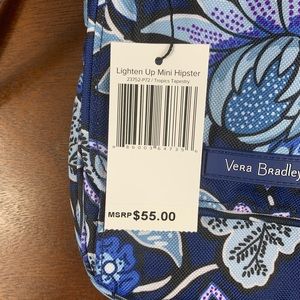 Lighten Up Mini Hipster
23752-P72 / Tropics Tapestry
MSRP $55.00
Vera Bradley